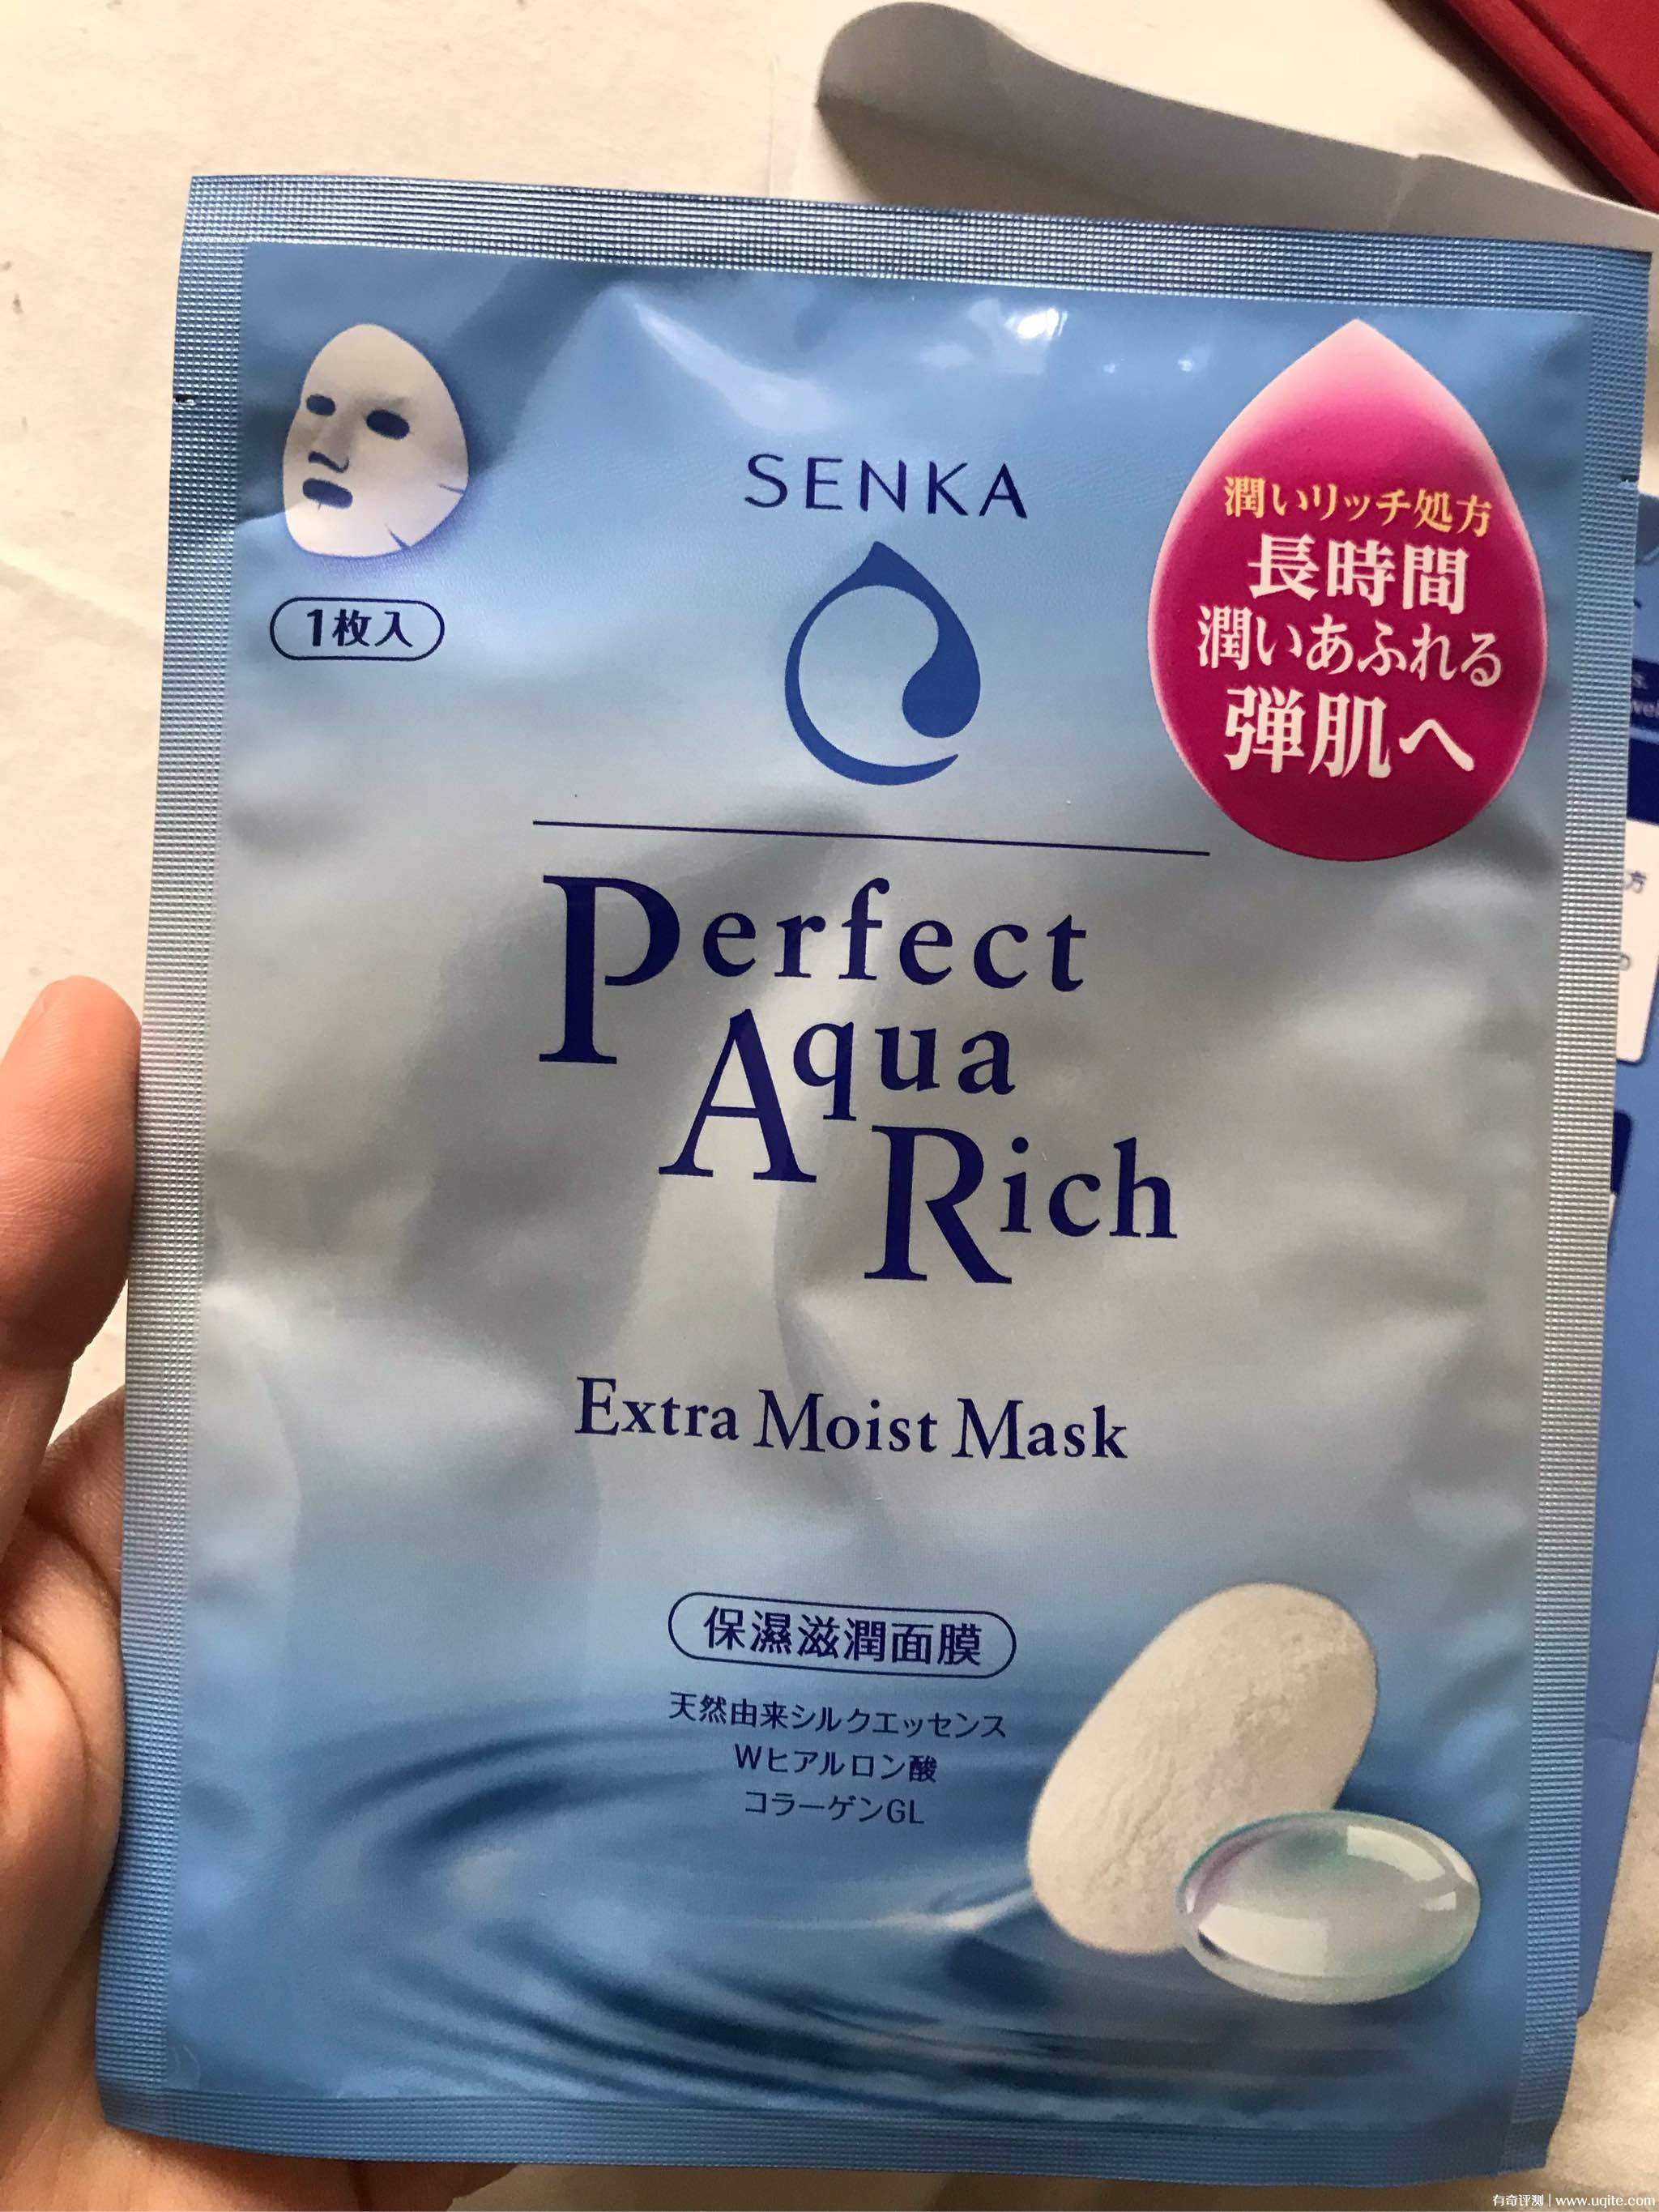 SENKA
潤いリッチ処方
長時間
潤いあふれる
弾肌へ
1枚入
Perfect
Aqua
Rich
Extra Moist Mask
保濕滋潤面膜
天然由来シルクエッセンス
Wヒアルロン酸
コラーゲンGL
有奇评测 | www.uqite.com